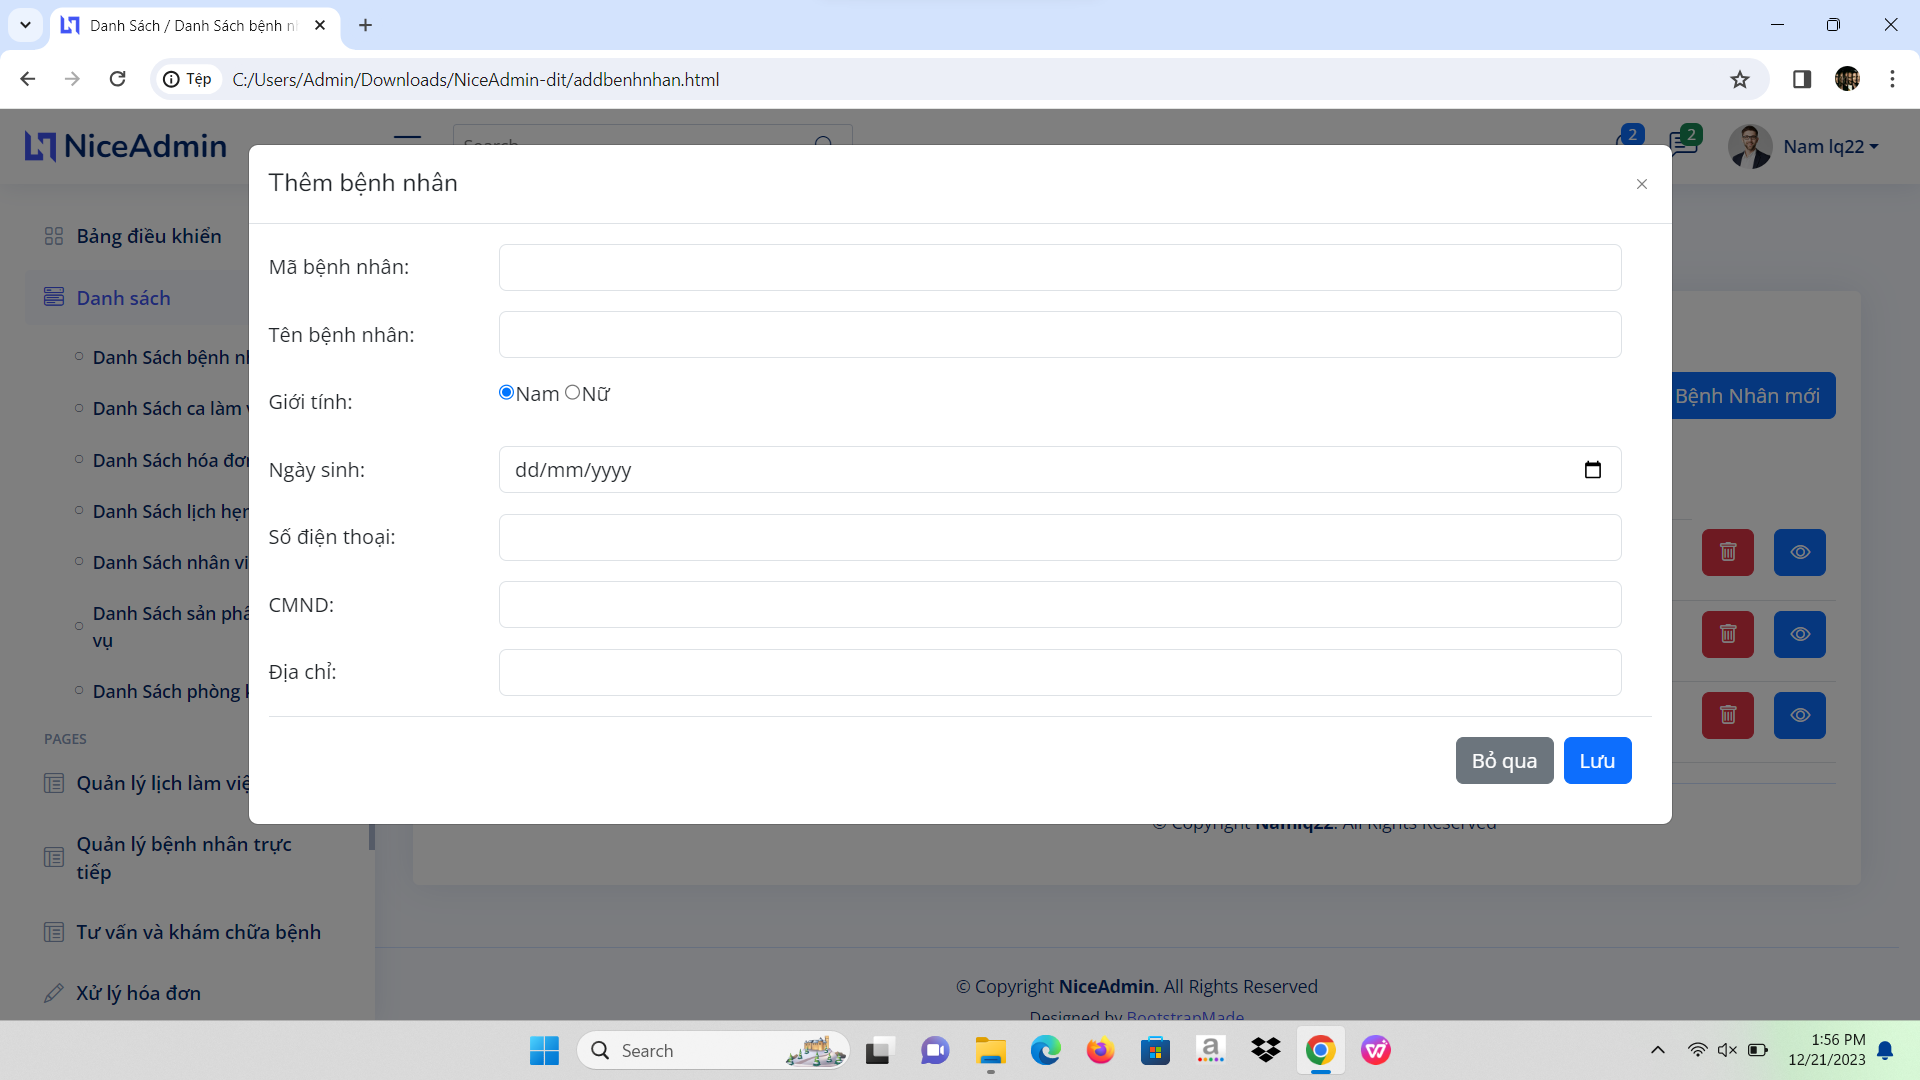 Danh Sách / Danh Sách bệnh
Tệp
C:/Users/Admin/Downloads/NiceAdmin-dit/addbenhnhan.html
NiceAdmin
Search
2
2
Nam lq22
Thêm bệnh nhân
Bảng điều khiển
Danh sách
Danh Sách bệnh
Danh Sách ca làm
Danh Sách hóa đơn
Danh Sách lịch hẹn
Danh Sách nhân
Danh Sách sản
vụ
Danh Sách phòng
PAGES
Quản lý lịch làm
Quản lý bệnh nhân trực
tiếp
Tư vấn và khám chữa bệnh
Xử lý hóa đơn
Mã bệnh nhân:
Tên bệnh nhân:
Giới tính:
Nam
Nữ
Ngày sinh:
dd/mm/yyyy
Số điện thoại:
CMND:
Địa chỉ:
Bỏ qua
Lưu
Bệnh Nhân mới
© Copyright Namlq22. All Rights Reserved
© Copyright NiceAdmin. All Rights Reserved
Designed by BootstrapMade
Search
1:56 PM
12/21/2023